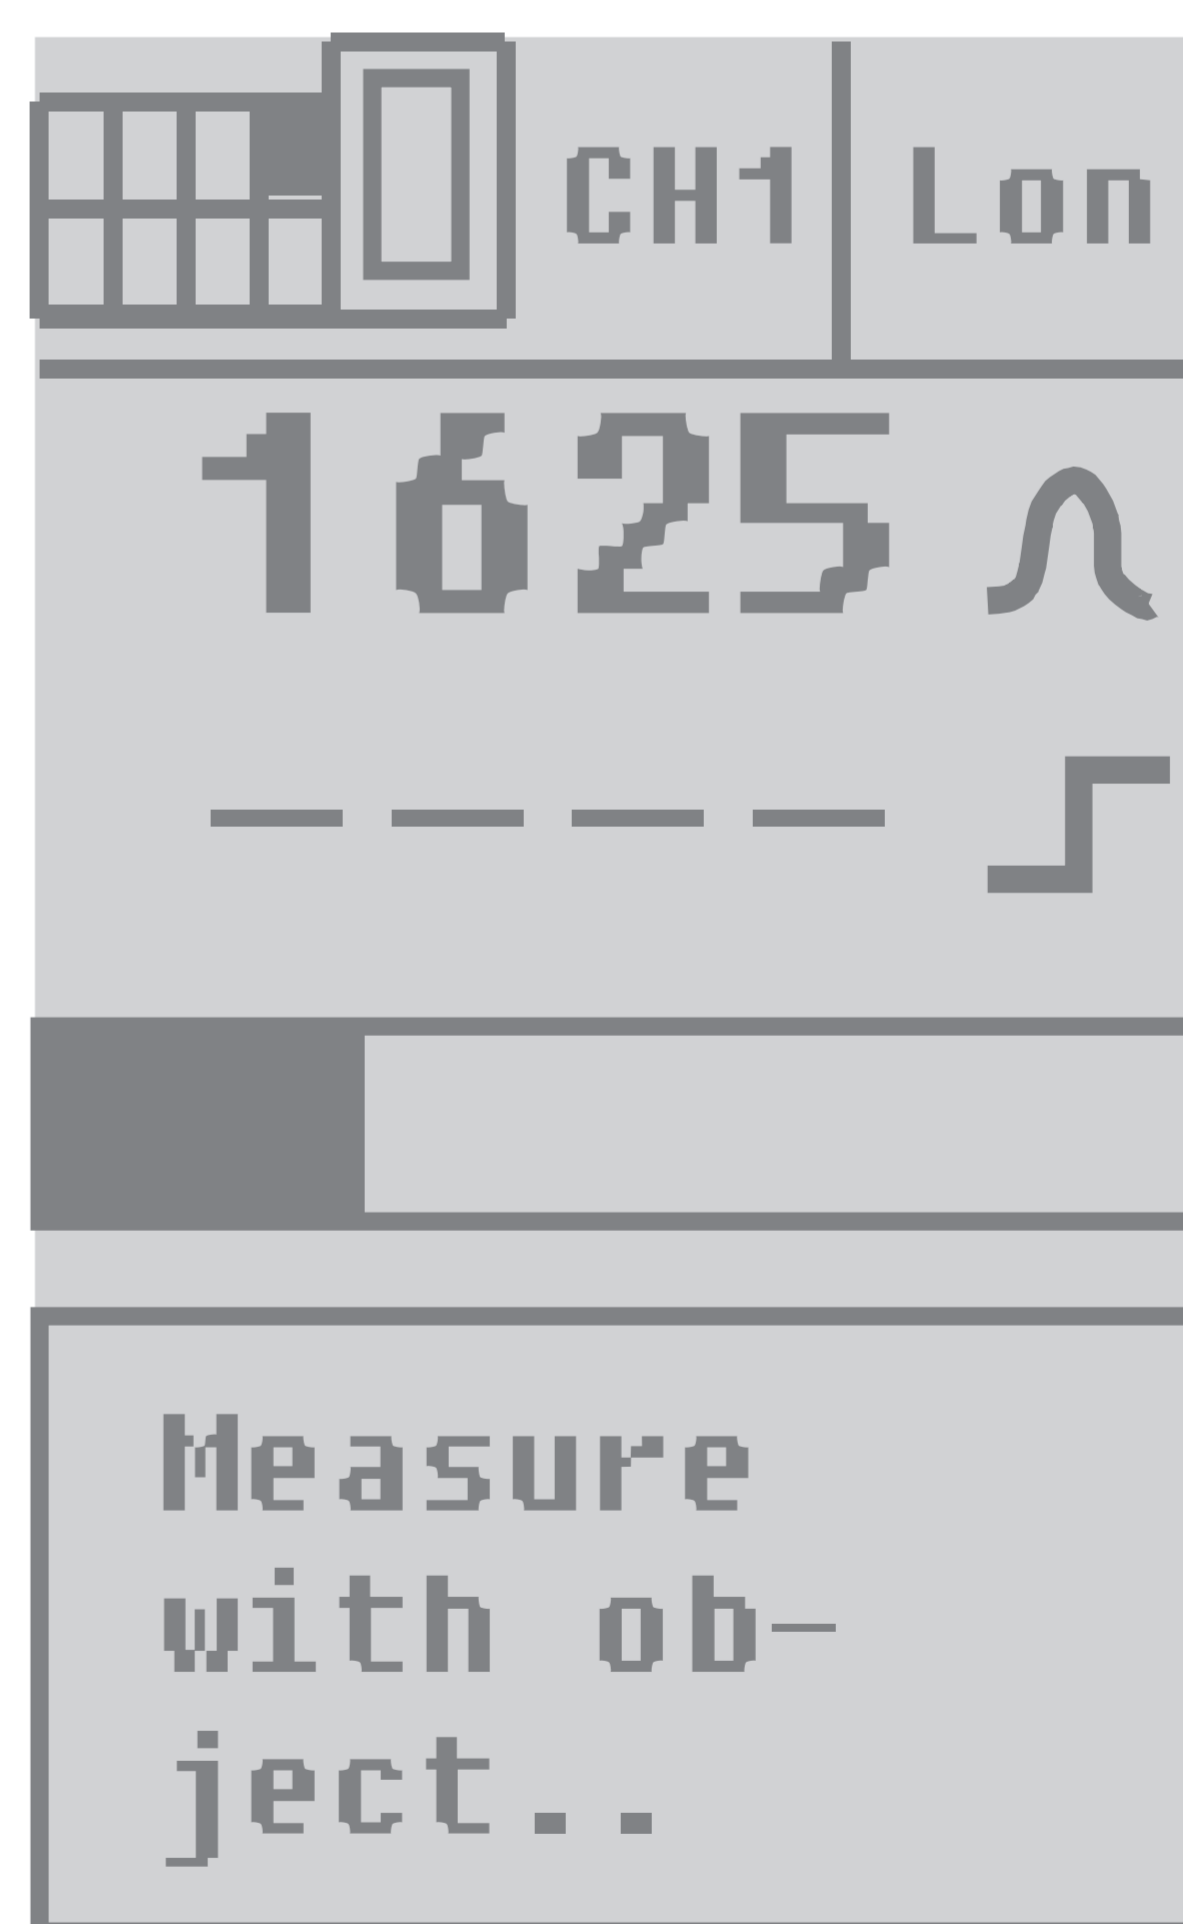 CH1 Lon
1625
----
Measure
with ob-
ject..